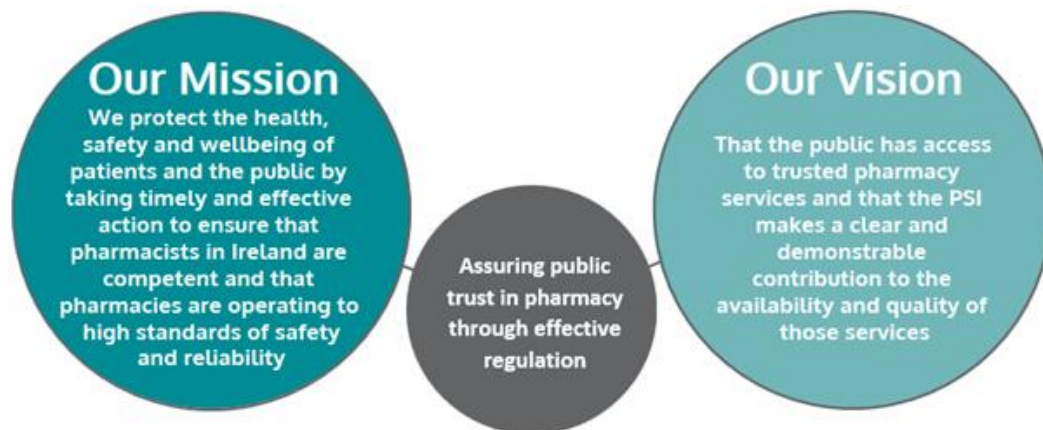 Our Mission
We protect the health,
safety and wellbeing of
patients and the public by
taking timely and effective
action to ensure that
pharmacists in Ireland are
competent and that
pharmacies are operating to
high standards of safety
and reliability
Assuring public
trust in pharmacy
through effective
regulation
Our Vision
That the public has access
to trusted pharmacy
services and that the PSI
makes a clear and
demonstrable
contribution to the
availability and quality of
those services